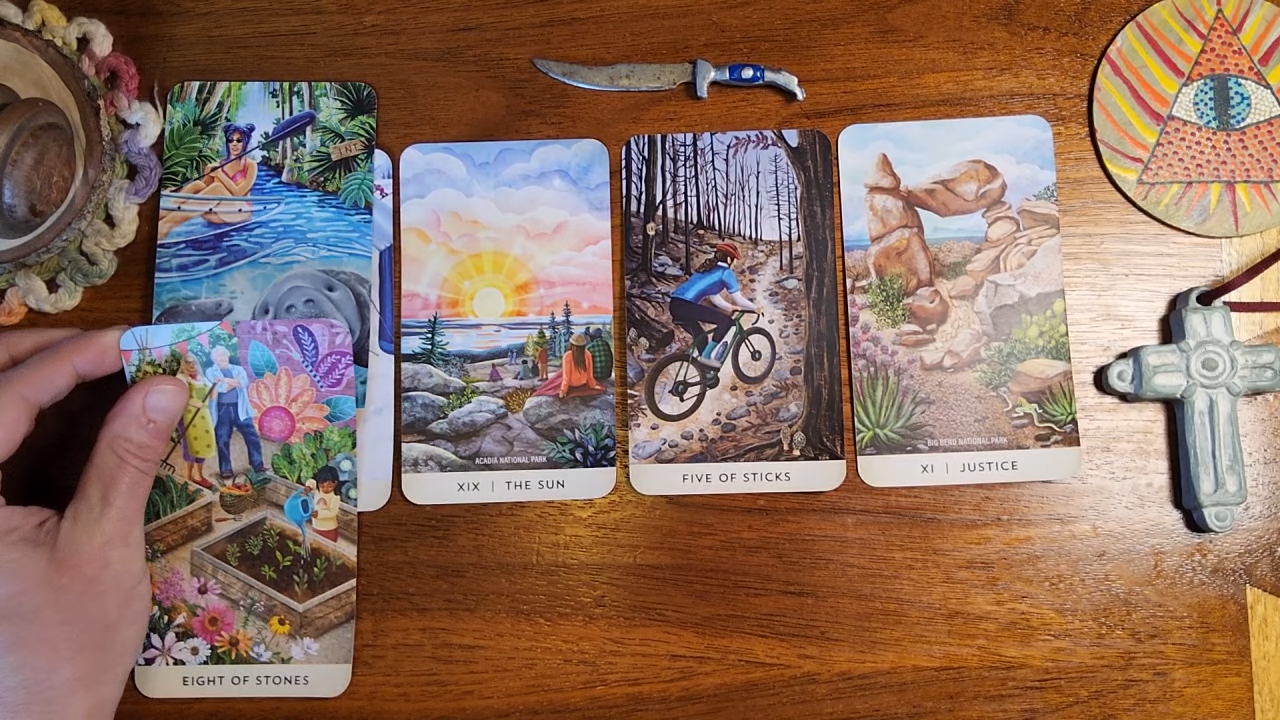 ACADIA NATIONAL PARK
XIX | THE SUN
FIVE OF STICKS
BIG BEND NATIONAL PARK
XI | JUSTICE
EIGHT OF STONES